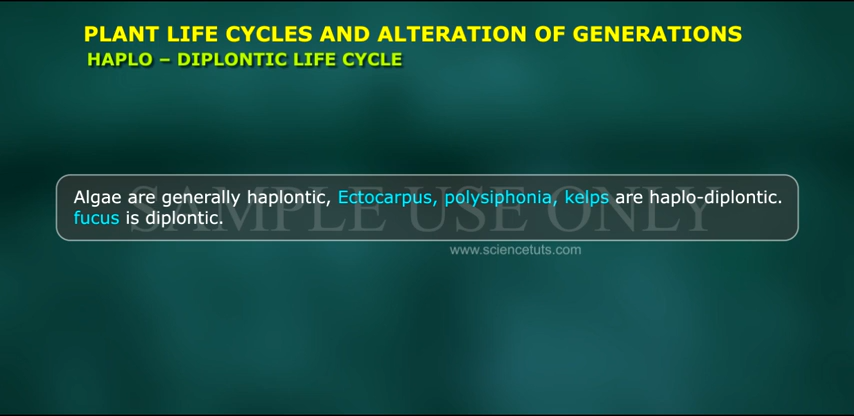 PLANT LIFE CYCLES AND ALTERATION OF GENERATIONS
HAPLO – DIPLONTIC LIFE CYCLE
SAMPLE USE ONLY
Algae are generally haplontic, Ectocarpus, polysiphonia, kelps are haplo-diplontic.
fucus is diplontic.
www.sciencetuts.com